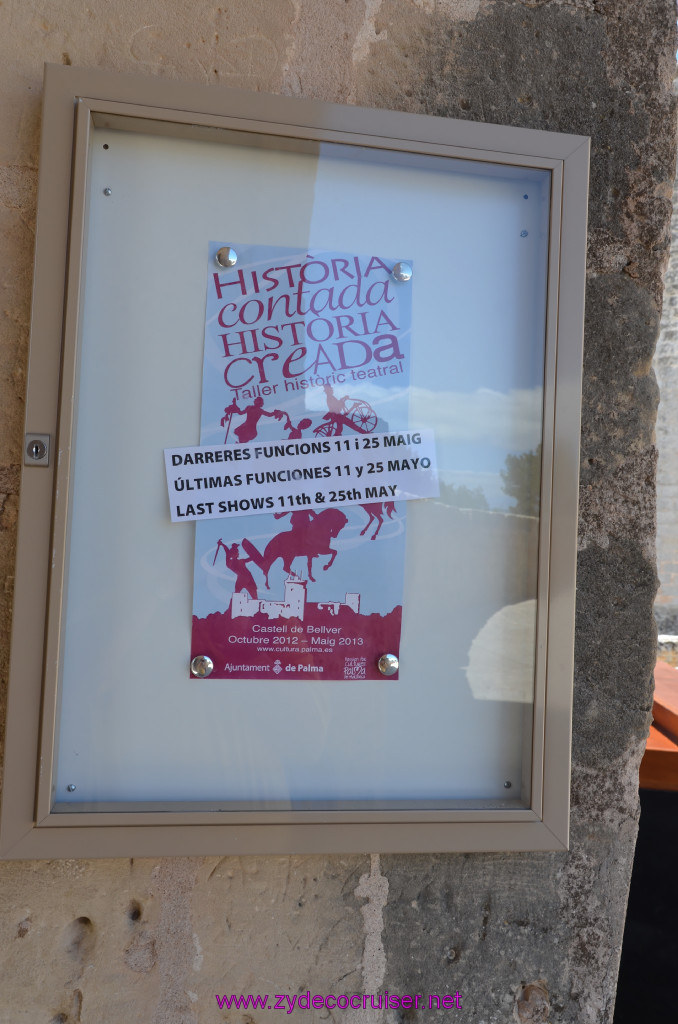 HISTÒRIA
contada
HISTÒRIA
CREADA
Taller històric teatral
DARRERES FUNCIONS 11 i 25 MAIG
ÚLTIMAS FUNCIONES 11 y 25 MAYO
LAST SHOWS 11th & 25th MAY
Castell de Bellver
Octubre 2012 – Maig 2013
www.cultura.palma.es
Ajuntament de Palma
www.zydecocruiser.net